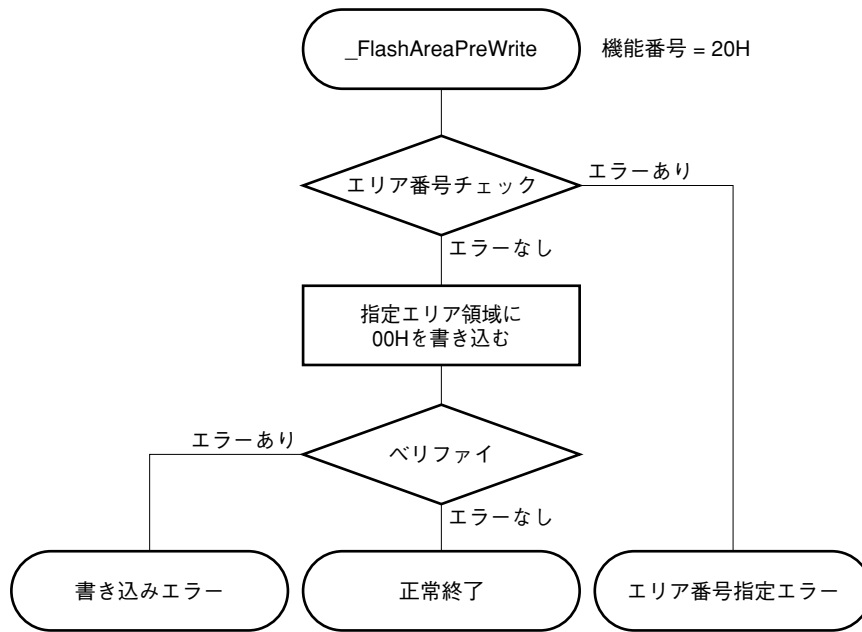 _FlashAreaPreWrite
機能番号 = 20H
エリア番号チェック
エラーあり
エラーなし
指定エリア領域に
00Hを書き込む
エラーあり
ベリファイ
エラーなし
書き込みエラー
正常終了
エリア番号指定エラー